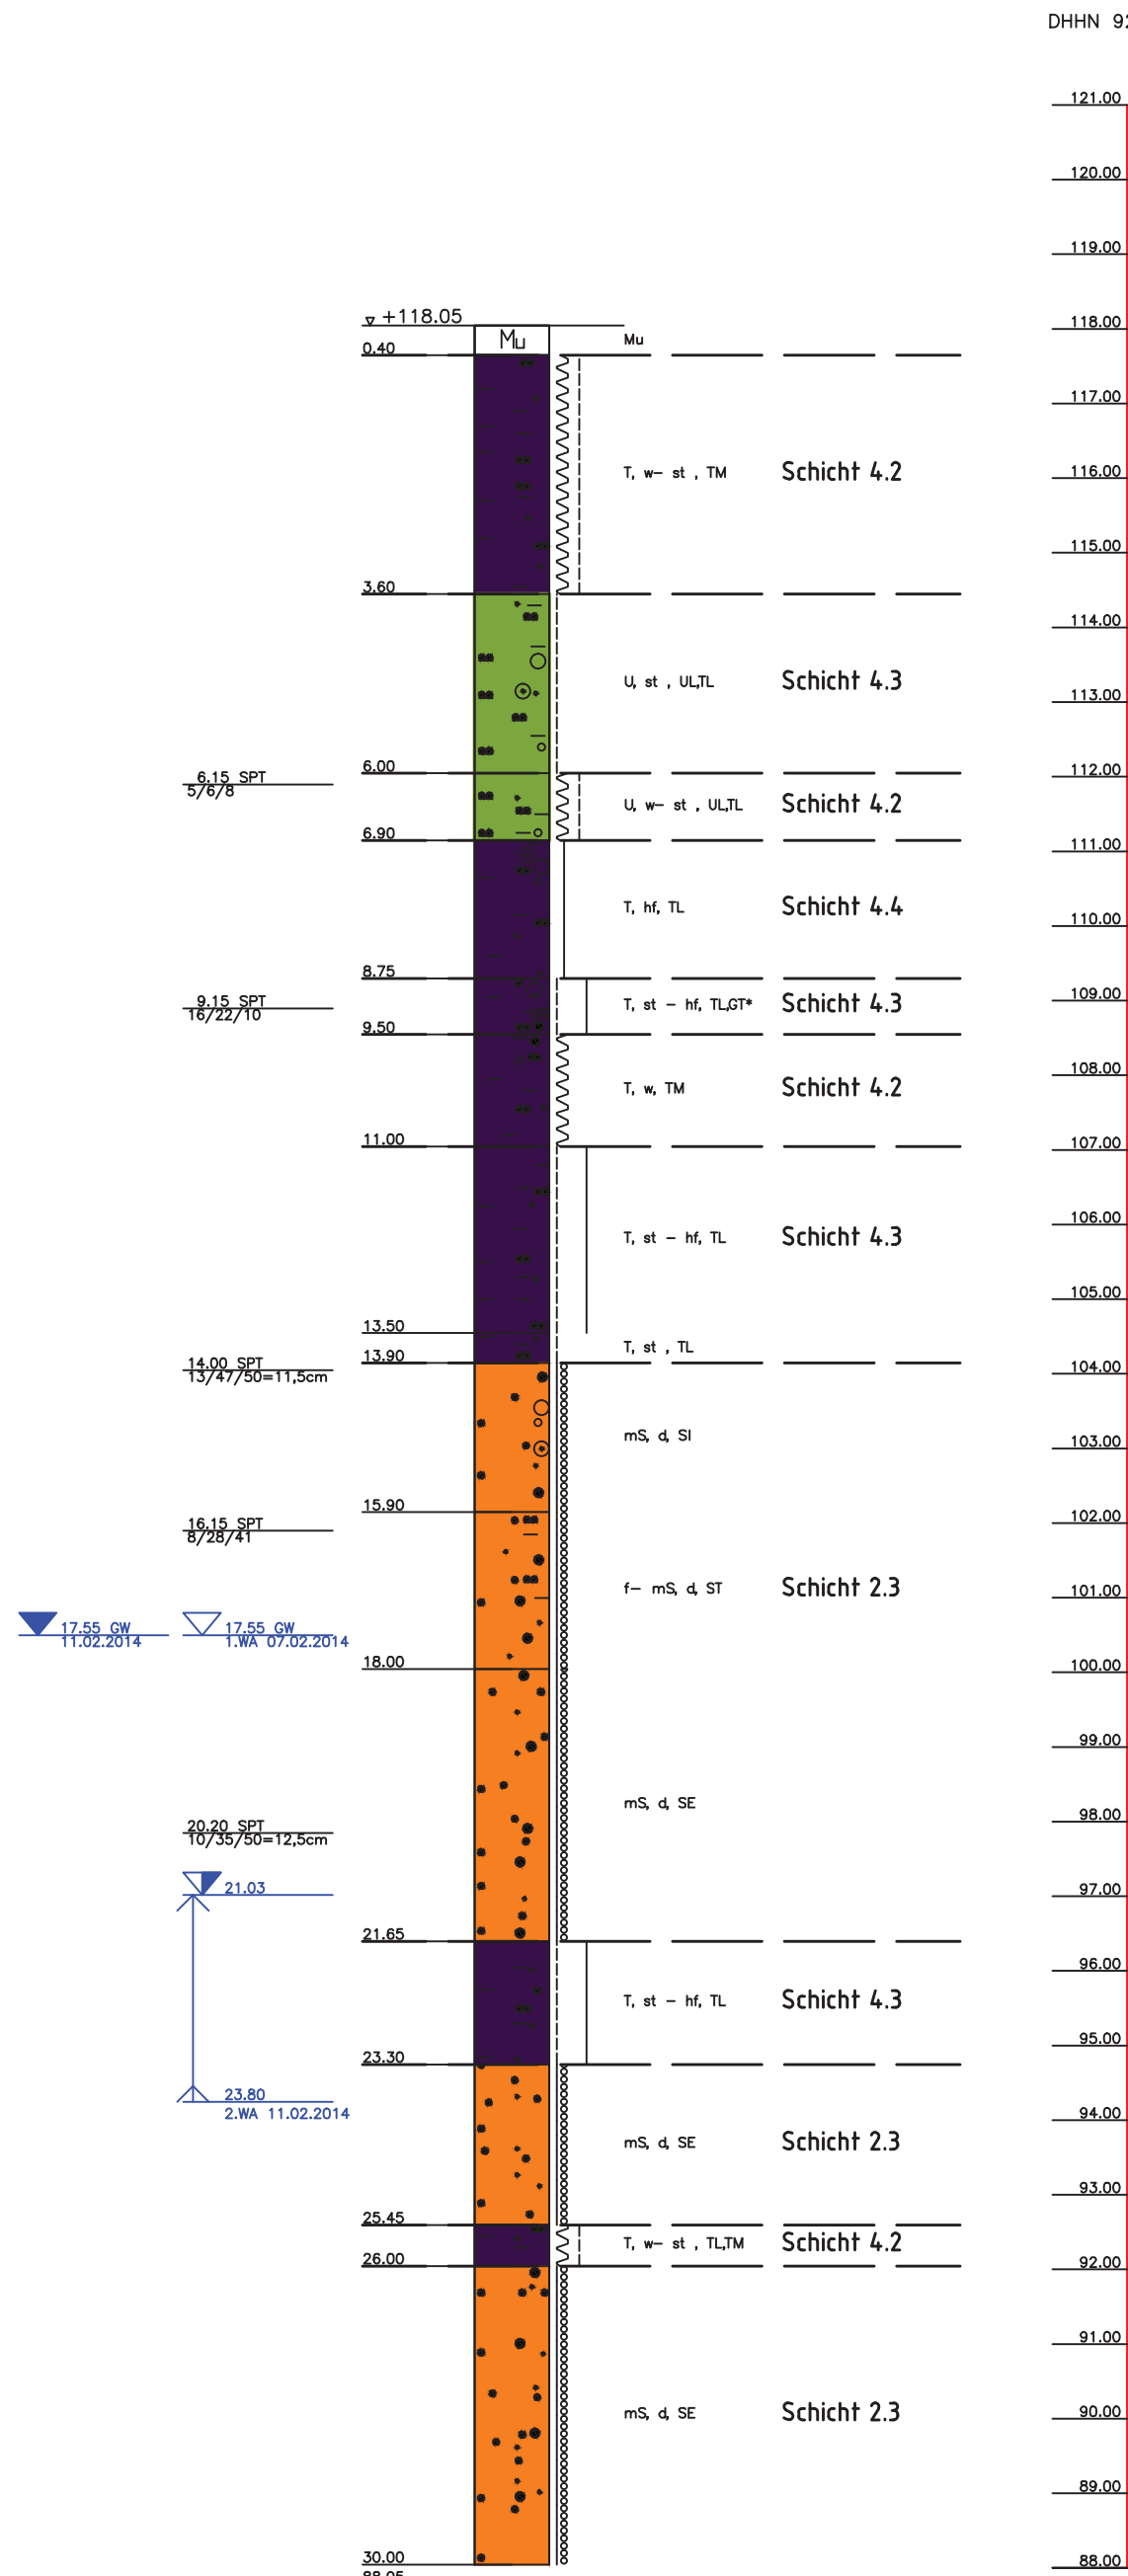 DHHN 92
121.00
120.00
119.00
+118.05
118.00
Mu
Mu
0.40
117.00
T, w- st , TM Schicht 4.2
116.00
115.00
3.60
114.00
U, st , UL,TL Schicht 4.3
113.00
6.00
112.00
6.15 SPT
5/6/8
U, w- st , UL,TL Schicht 4.2
6.90
111.00
T, hf, TL Schicht 4.4
110.00
8.75
109.00
9.15 SPT
16/22/10
T, st - hf, TL,GT* Schicht 4.3
9.50
108.00
T, w, TM Schicht 4.2
11.00
107.00
106.00
T, st - hf, TL Schicht 4.3
105.00
13.50
T, st , TL
13.90
104.00
14.00 SPT
13/47/50=11,5cm
mS, d, SI
103.00
15.90
102.00
16.15 SPT
8/28/41
f- mS, d, ST Schicht 2.3
101.00
17.55 GW
11.02.2014
17.55 GW
1.WA 07.02.2014
18.00
100.00
99.00
mS, d, SE
98.00
20.20 SPT
10/35/50=12,5cm
21.03
97.00
21.65
96.00
T, st - hf, TL Schicht 4.3
95.00
23.30
23.80
2.WA 11.02.2014
94.00
mS, d, SE Schicht 2.3
93.00
25.45
T, w- st , TL,TM Schicht 4.2
26.00
92.00
91.00
mS, d, SE Schicht 2.3
90.00
89.00
30.00
88.00
88.05